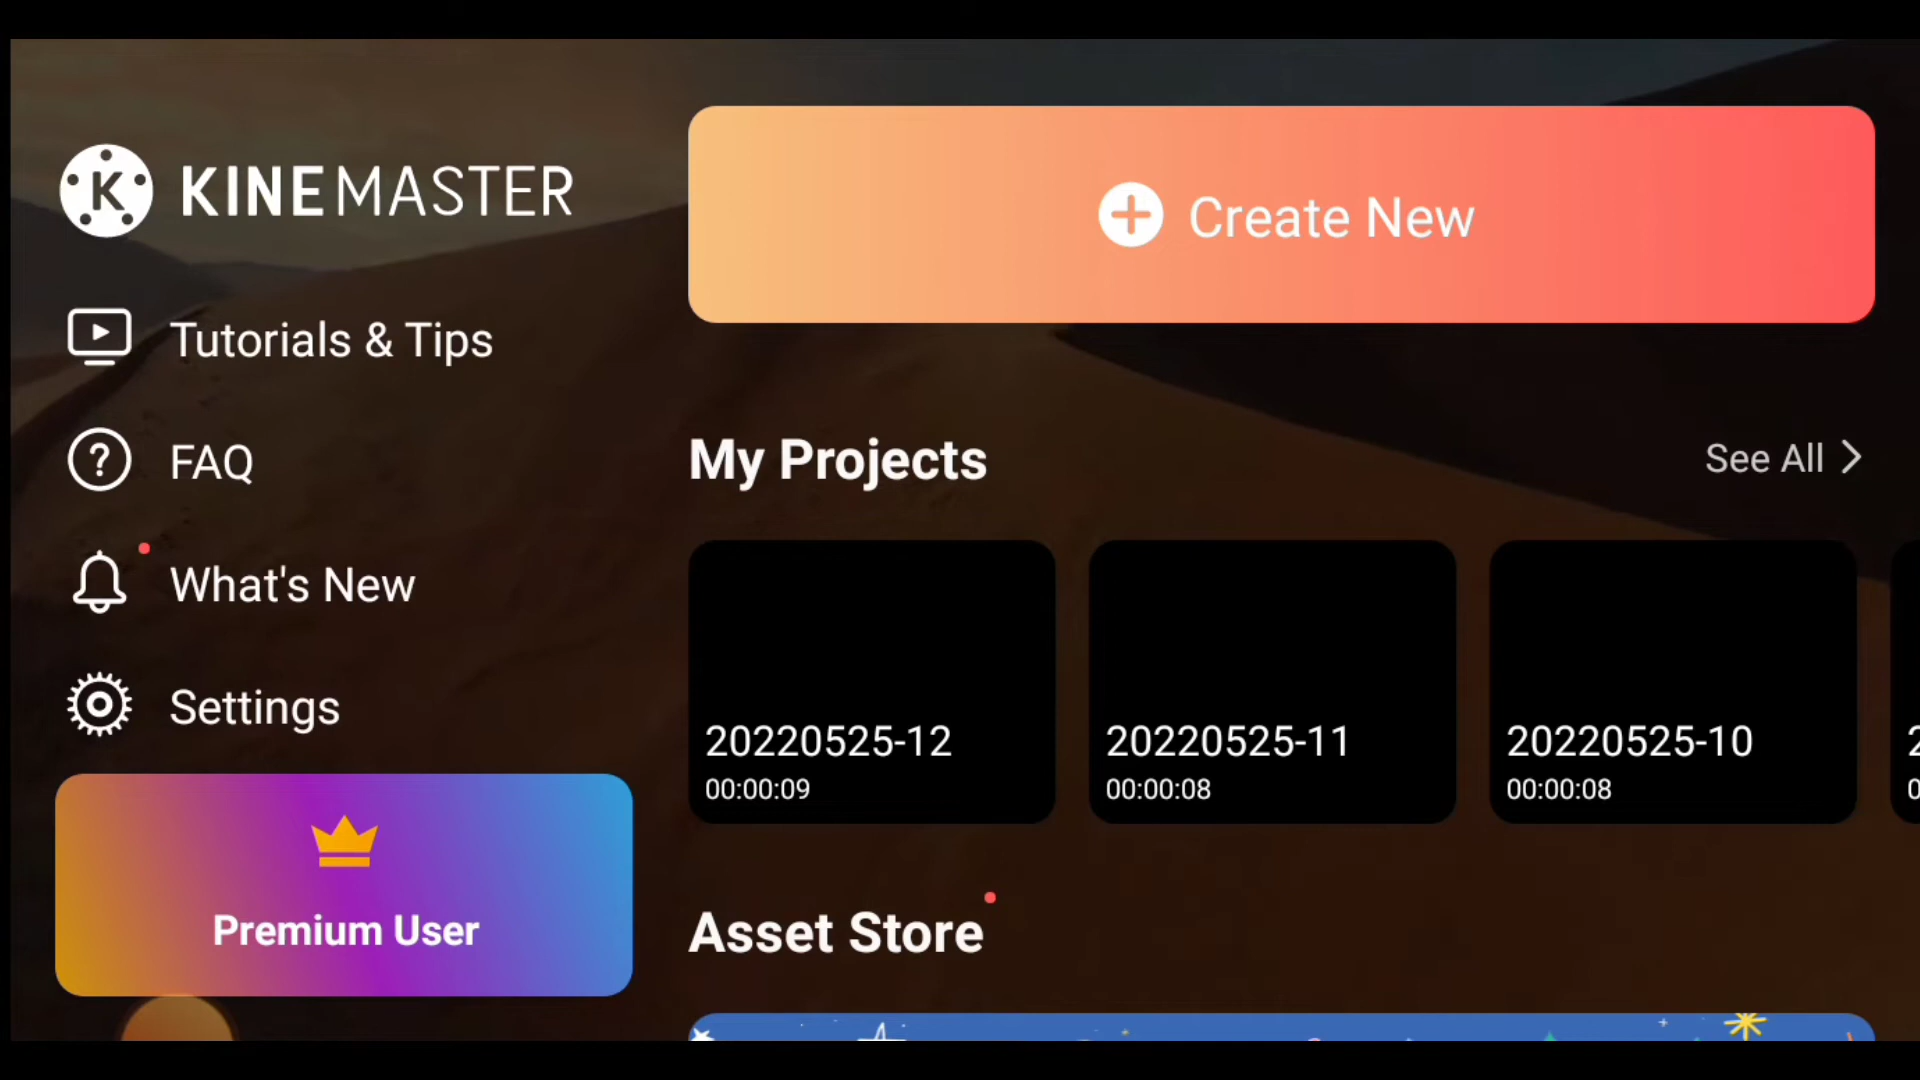 KINEMASTER
Tutorials & Tips
FAQ
What's New
Settings
Premium User
Create New
My Projects
See All
20220525-12
00:00:09
20220525-11
00:00:08
20220525-10
00:00:08
Asset Store